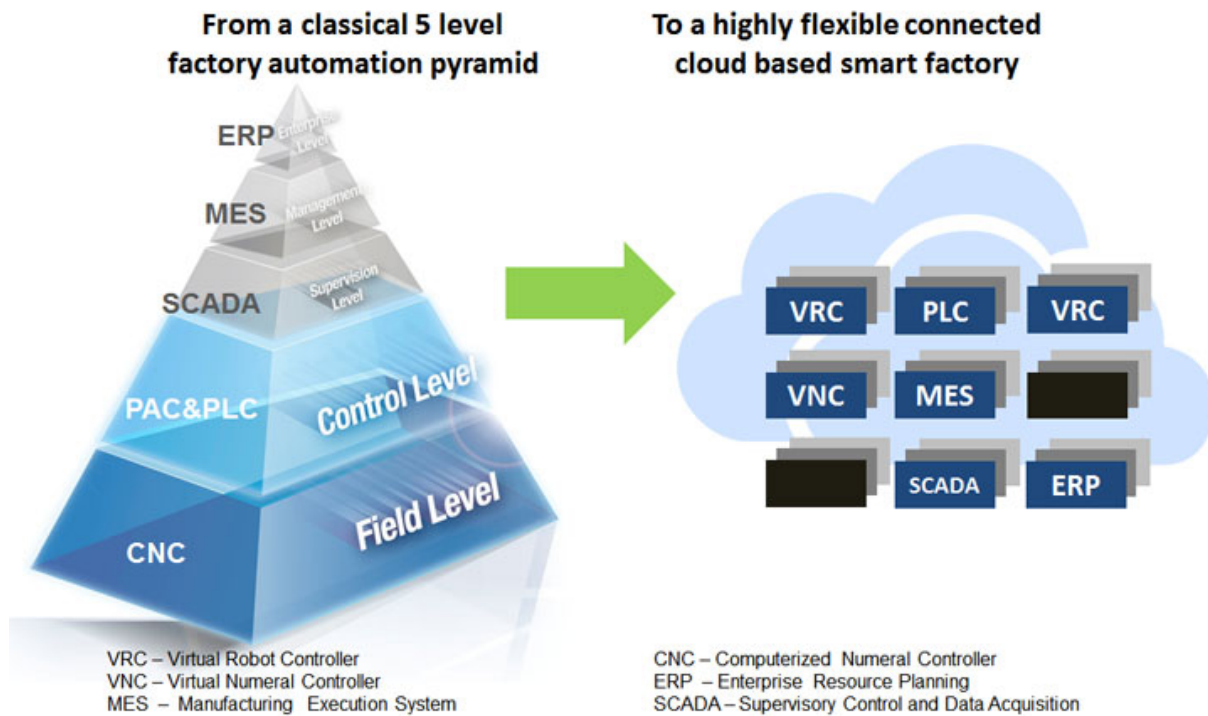 From a classical 5 level
factory automation pyramid
To a highly flexible connected
cloud based smart factory
ERP
Enterprise
Level
MES
Management
Level
SCADA
Supervision
Level
PAC&PLC
Control Level
CNC
Field Level
VRC
PLC
VRC
VNC
MES
SCADA
ERP
VRC – Virtual Robot Controller
VNC – Virtual Numeral Controller
MES – Manufacturing Execution System
CNC – Computerized Numeral Controller
ERP – Enterprise Resource Planning
SCADA – Supervisory Control and Data Acquisition